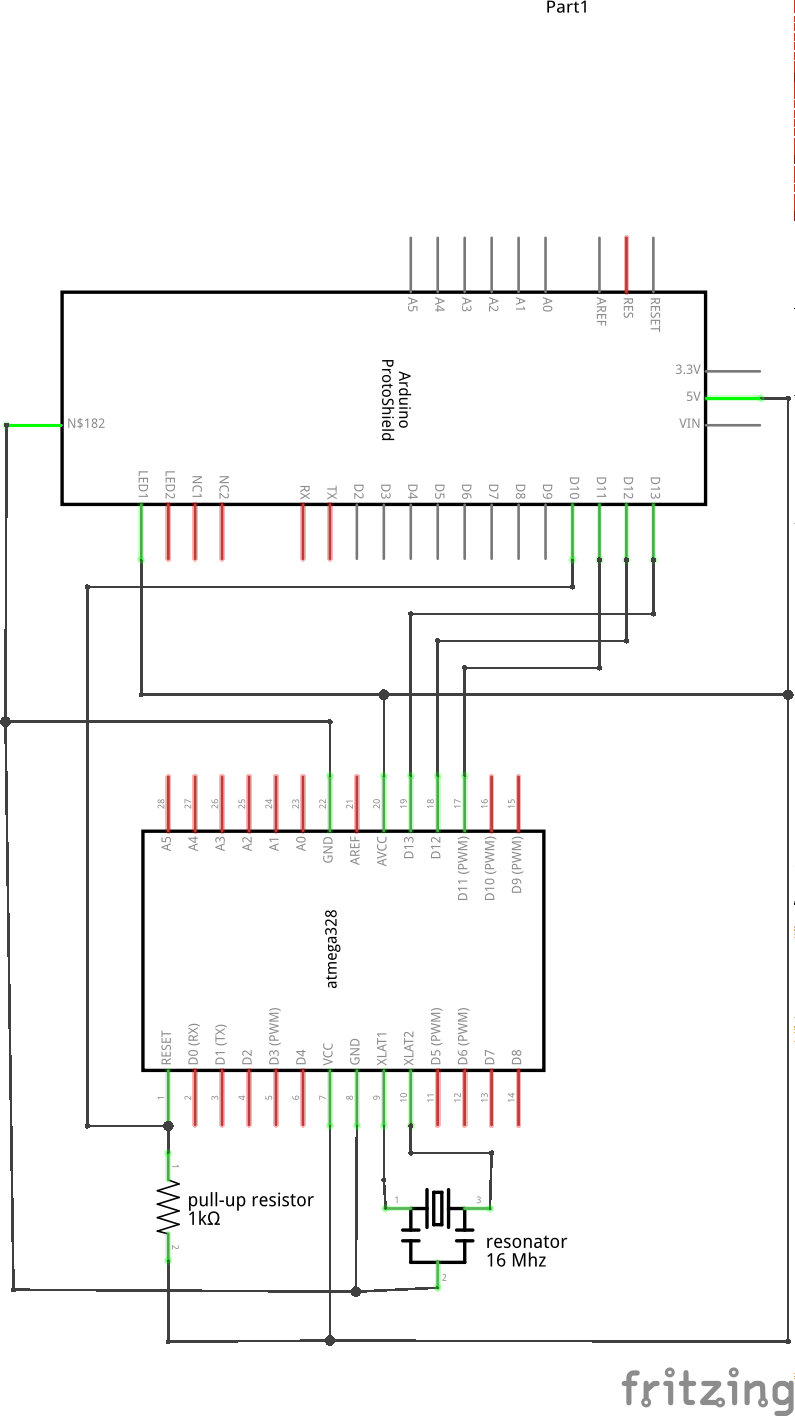 Part1
A5
A4
A3
A2
A1
A0
AREF
RES
RESET
3.3V
5V
VIN
Arduino
ProtoShield
N$182
LED1
LED2
NC1
NC2
RX
TX
D2
D3
D4
D5
D6
D7
D8
D9
D10
D11
D12
D13
28
27
26
25
24
23
22
21
20
19
18
17
16
15
A5
A4
A3
A2
A1
A0
GND
AREF
AVCC
D13
D12
D11 (PWM)
D10 (PWM)
D9 (PWM)
atmega328
RESET
D0 (RX)
D1 (TX)
D2
D3 (PWM)
D4
VCC
GND
XLAT1
XLAT2
D5 (PWM)
D6 (PWM)
D7
D8
1
2
3
4
5
6
7
8
9
10
11
12
13
14
1
pull-up resistor
1kΩ
2
1
3
resonator
16 Mhz
2
fritzing